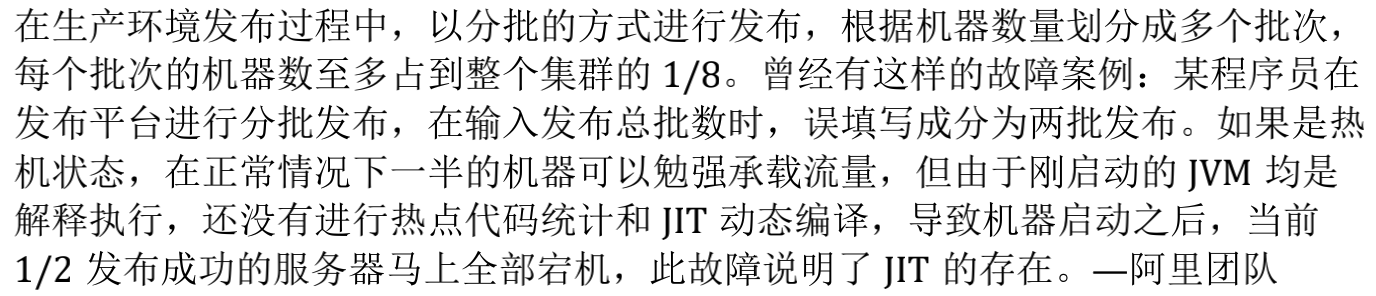 在生产环境发布过程中，以分批的方式进行发布，根据机器数量划分成多个批次，
每个批次的机器数至多占到整个集群的 1/8。曾经有这样的故障案例：某程序员在
发布平台进行分批发布，在输入发布总批数时，误填写成分为两批发布。如果是热
机状态，在正常情况下一半的机器可以勉强承载流量，但由于刚启动的 JVM 均是
解释执行，还没有进行热点代码统计和 JIT 动态编译，导致机器启动之后，当前
1/2 发布成功的服务器马上全部宕机，此故障说明了 JIT 的存在。—阿里团队